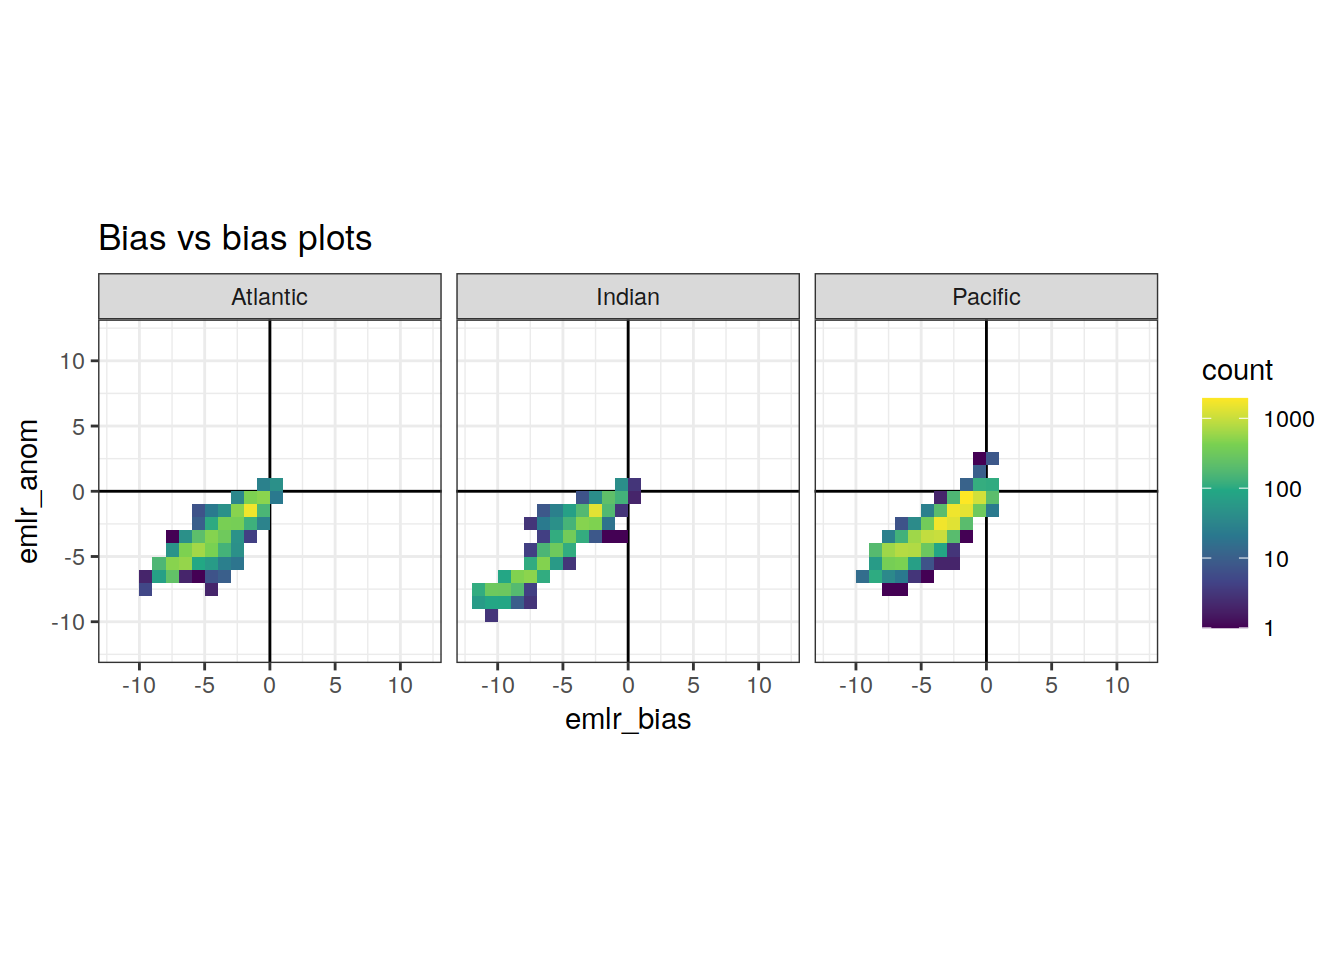 Bias vs bias plots
Atlantic Indian Pacific
emlr_anom
10
5
0
-5
-10
-10 -5 0 5 10 -10 -5 0 5 10 -10 -5 0 5 10
emlr_bias
count
1000
100
10
1